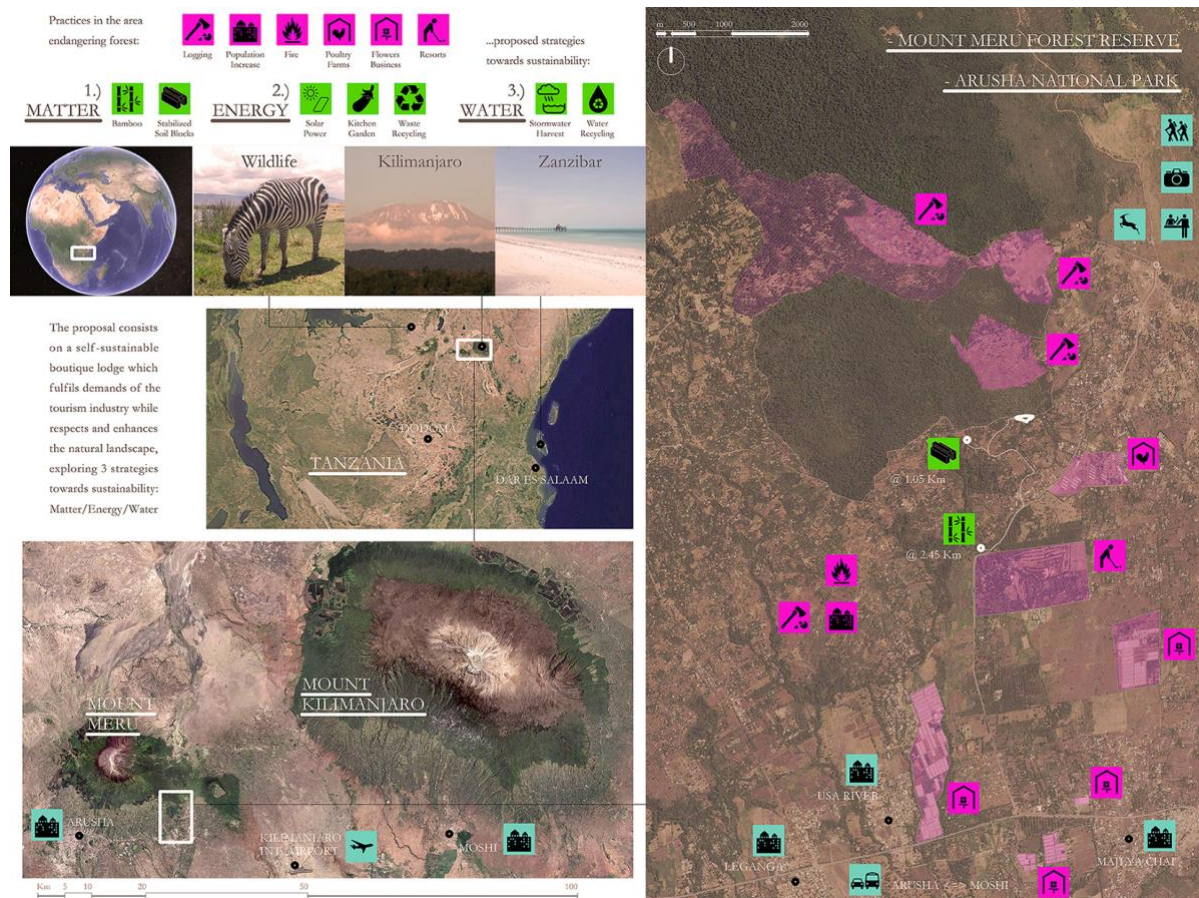 Practices in the area
endangering forest:
Logging
Population
Increase
Fire
Poultry
Farms
Flowers
Business
Resorts
...proposed strategies
towards sustainability:
1.)
MATTER
Bamboo
Stabilized
Soil Blocks
2.)
ENERGY
Solar
Power
Kitchen
Garden
Waste
Recycling
3.)
WATER
Stormwater
Harvest
Water
Recycling
Wildlife
Kilimanjaro
Zanzibar
The proposal consists
on a self-sustainable
boutique lodge which
fulfils demands of the
tourism industry while
respects and enhances
the natural landscape,
exploring 3 strategies
towards sustainability:
Matter/Energy/Water
DODOMA
TANZANIA
DAR ES SALAAM
MOUNT
KILIMANJARO
MOUNT
MERU
ARUSHA
KILIMANJARO
INT. AIRPORT
MOSHI
Km 5 10 20 50 100
m 500 1000 2000
- MOUNT MERU FOREST RESERVE
- ARUSHA NATIONAL PARK
@ 1.05 Km
@ 2.45 Km
USA RIVER
LEGANGA
MAJI YA CHAI
ARUSHA <=> MOSHI